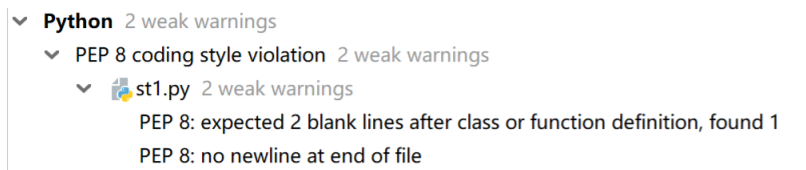 Python 2 weak warnings
PEP 8 coding style violation 2 weak warnings
st1.py 2 weak warnings
PEP 8: expected 2 blank lines after class or function definition, found 1
PEP 8: no newline at end of file